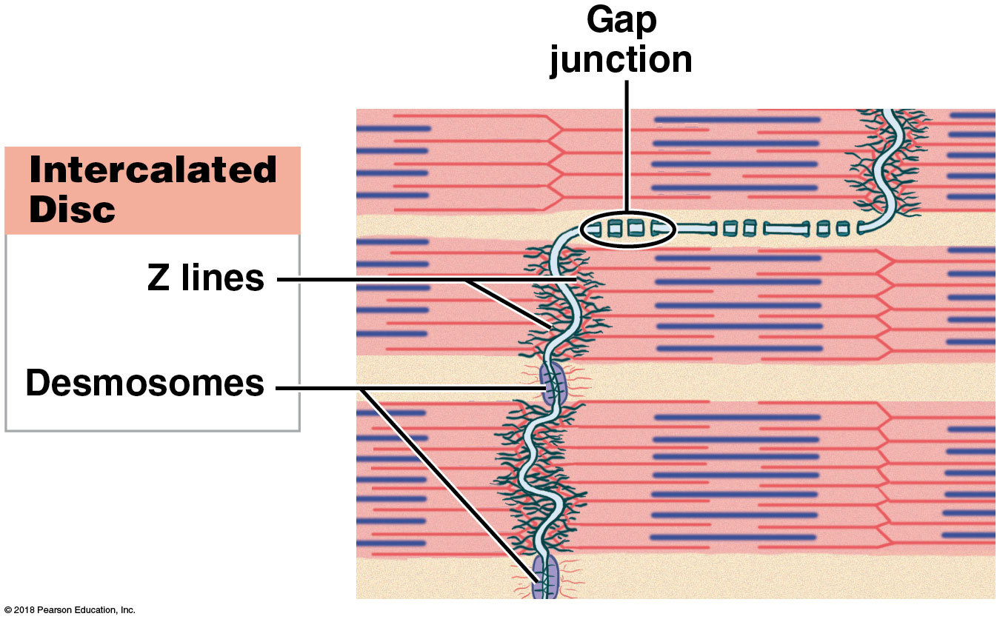 Gap
junction
Intercalated
Disc
Z lines
Desmosomes
© 2018 Pearson Education, Inc.